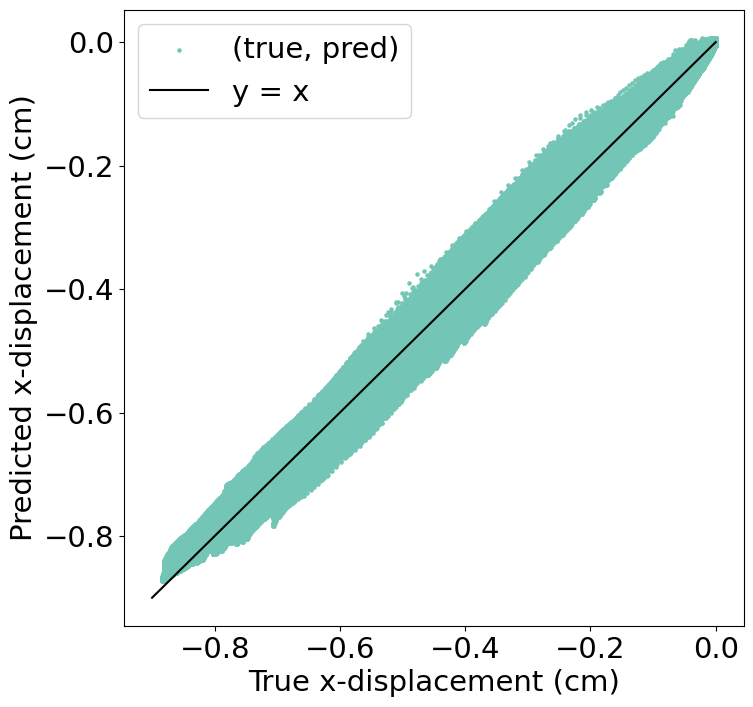 (true, pred)
y = x
Predicted x-displacement (cm)
0.0
−0.2
−0.4
−0.6
−0.8
−0.8 −0.6 −0.4 −0.2 0.0
True x-displacement (cm)